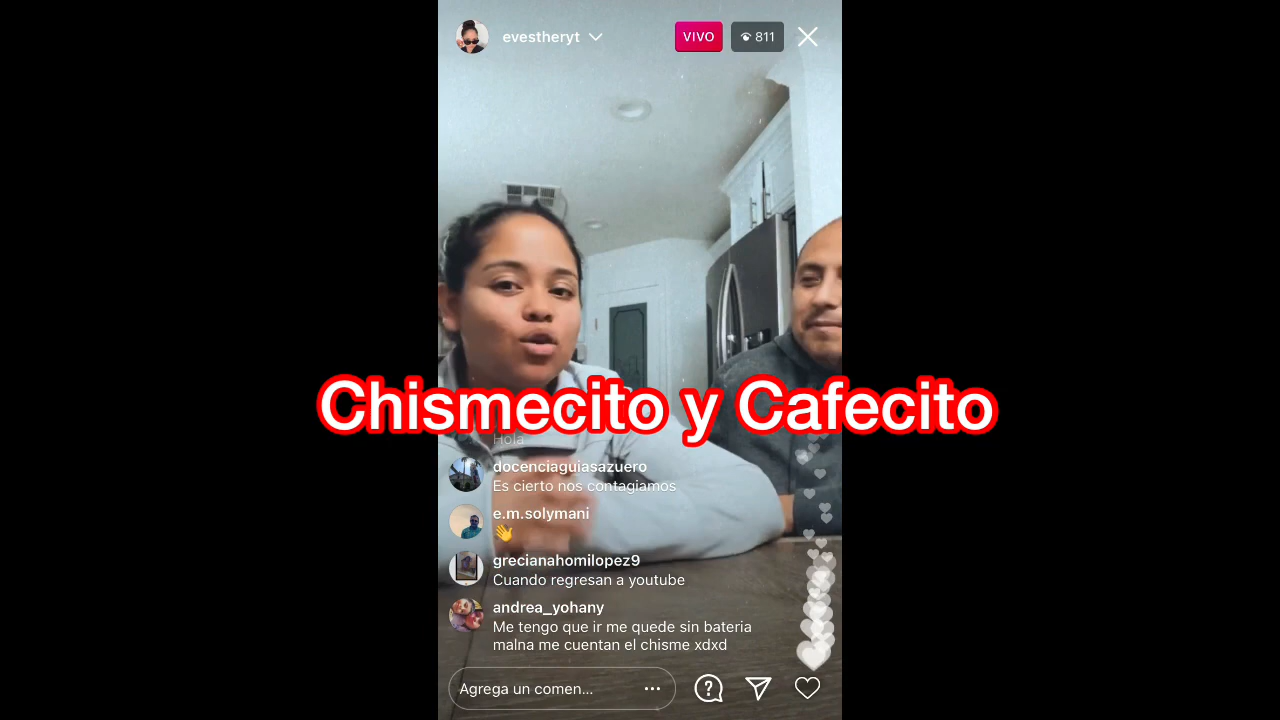 evestheryt
VIVO
811
Chismecito y Cafecito
Hola
docenciaguiasazuero
Es cierto nos contagiamos
e.m.solymani
👋
grecianahomilopez9
Cuando regresan a youtube
andrea_yohany
Me tengo que ir me quede sin bateria
malna me cuentan el chisme xdxd
Agrega un comen...